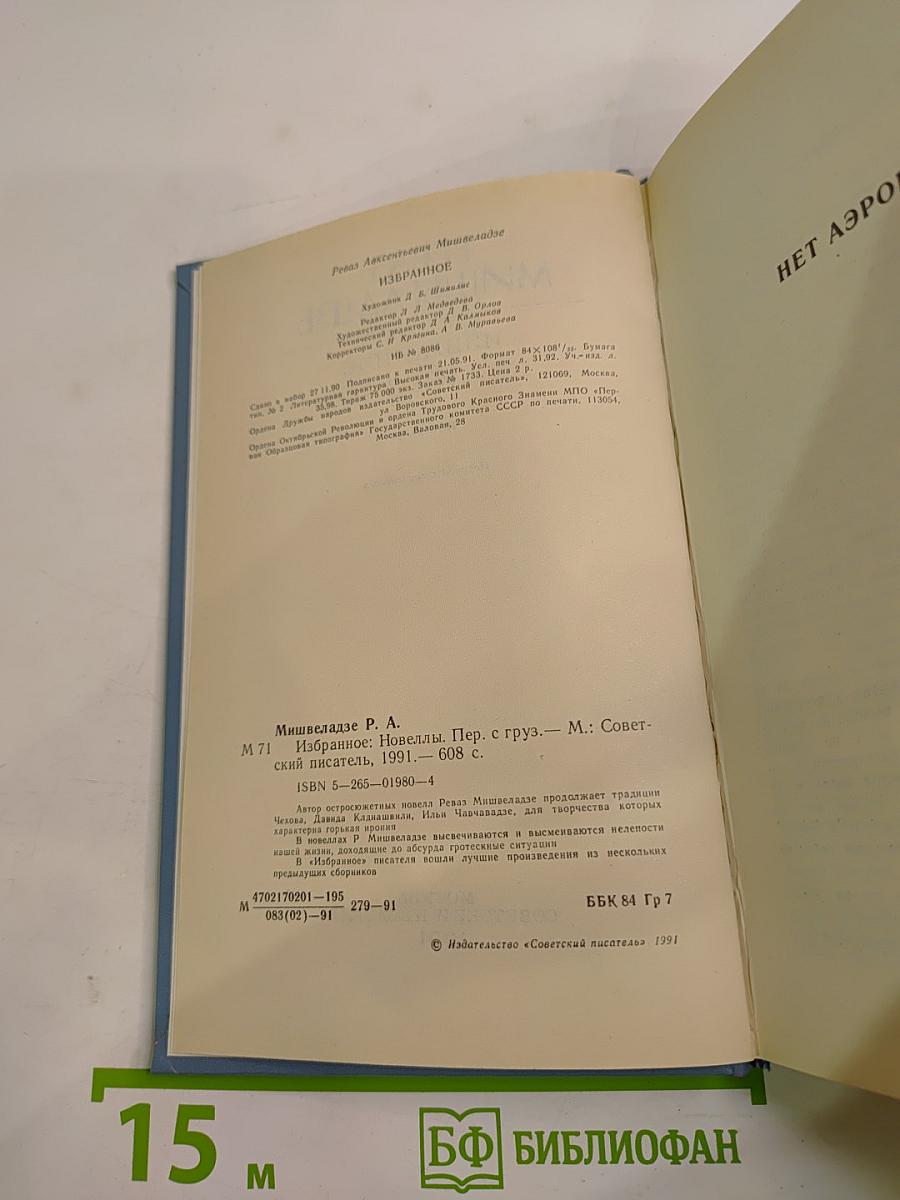 Реваз Авксентьевич Мишвеладзе
ИЗБРАННОЕ
Художник Д. Б. Шимилис
Редактор Л. Л. Медведева
Художественный редактор Д. В. Орлов
Технический редактор Д. А. Калмыков
Корректоры С. И. Крягина, А. В. Муравьева
ИБ № 8086
Сдано в набор 27.11.90 Подписано к печати 21.05.91. Формат 84×108¹/₃₂. Бумага
тип. № 2 Литературная гарнитура Высокая печать. Усл. печ. л. 31,92. Уч.-изд. л.
35,98. Тираж 75 000 экз. Заказ № 1733. Цена 2 р.
Ордена Дружбы народов издательство «Советский писатель», 121069, Москва,
ул Воровского, 11
Ордена Октябрьской Революции и ордена Трудового Красного Знамени МПО «Пер-
вая Образцовая типография» Государственного комитета СССР по печати, 113054,
Москва, Валовая, 28
Мишвеладзе Р. А.
М 71 Избранное: Новеллы. Пер. с груз.— М.: Совет-
ский писатель, 1991.— 608 с.
ISBN 5—265—01980—4
Автор остросюжетных новелл Реваз Мишвеладзе продолжает традиции
Чехова, Давида Клдиашвили, Ильи Чавчавадзе, для творчества которых
характерна горькая ирония
В новеллах Р Мишвеладзе высвечиваются и высмеиваются нелепости
нашей жизни, доходящие до абсурда гротескные ситуации
В «Избранное» писателя вошли лучшие произведения из нескольких
предыдущих сборников
М 4702170201—195 279—91
083(02)—91
ББК 84 Гр 7
© Издательство «Советский писатель» 1991
НЕТ АЭРО
15 м
БФ БИБЛИОФАН